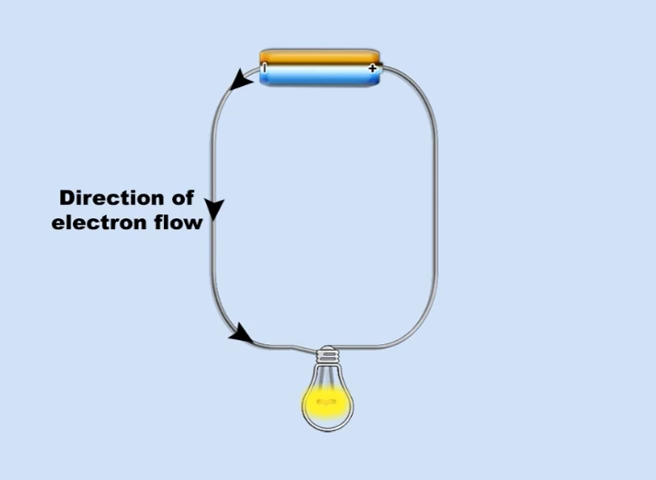 - +
Direction of
electron flow